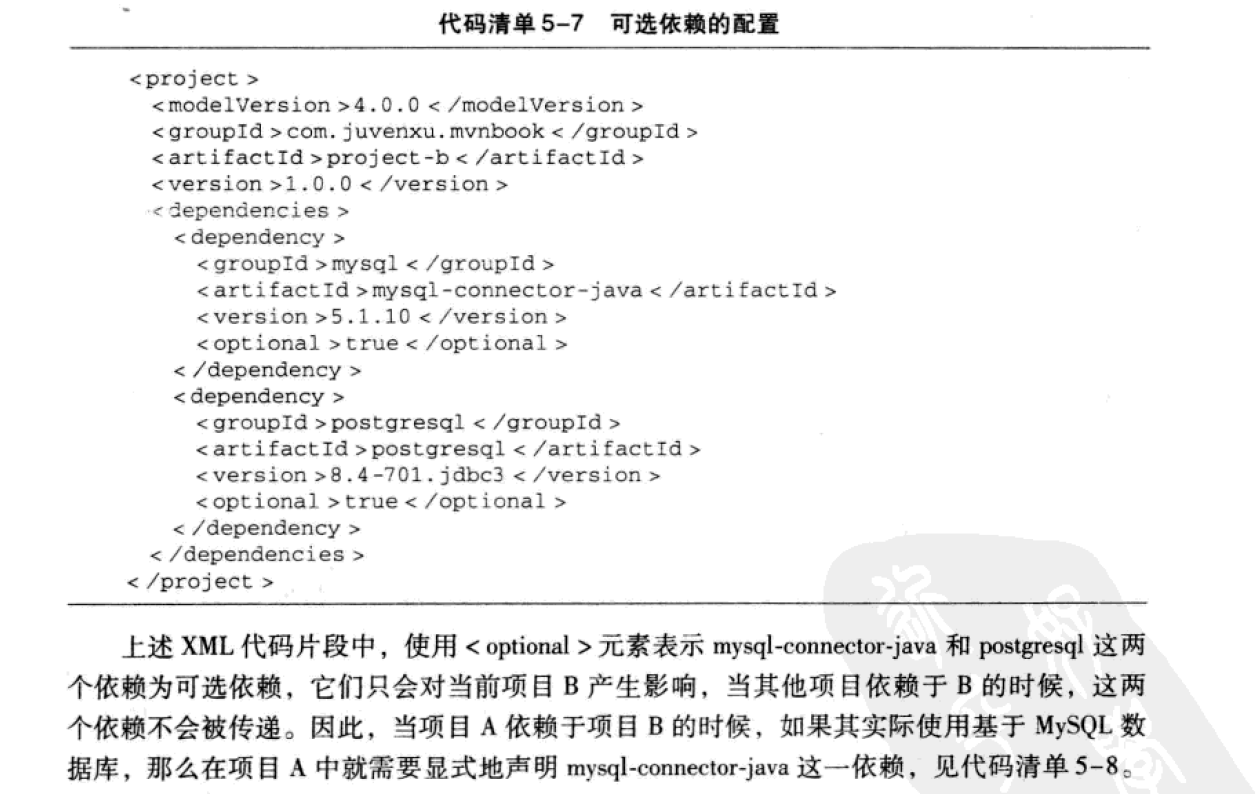 代码清单 5-7 可选依赖的配置
<project>
<modelVersion>4.0.0</modelVersion>
<groupId>com.juvenxu.mvnbook</groupId>
<artifactId>project-b</artifactId>
<version>1.0.0</version>
<dependencies>
<dependency>
<groupId>mysql</groupId>
<artifactId>mysql-connector-java</artifactId>
<version>5.1.10</version>
<optional>true</optional>
</dependency>
<dependency>
<groupId>postgresql</groupId>
<artifactId>postgresql</artifactId>
<version>8.4-701.jdbc3</version>
<optional>true</optional>
</dependency>
</dependencies>
</project>
上述 XML 代码片段中，使用 <optional> 元素表示 mysql-connector-java 和 postgresql 这两
个依赖为可选依赖，它们只会对当前项目 B 产生影响，当其他项目依赖于 B 的时候，这两
个依赖不会被传递。因此，当项目 A 依赖于项目 B 的时候，如果其实际使用基于 MySQL 数
据库，那么在项目 A 中就需要显式地声明 mysql-connector-java 这一依赖，见代码清单 5-8。